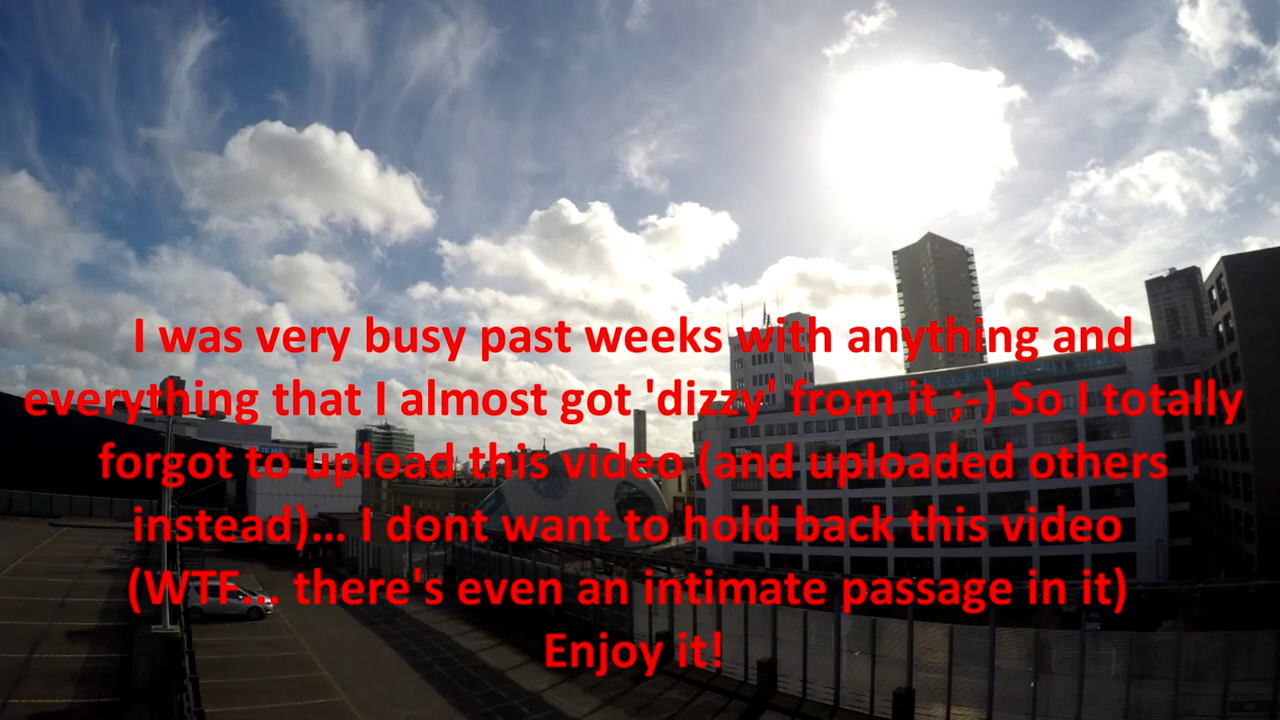 I was very busy past weeks with anything and
everything that I almost got 'dizzy' from it ;-) So I totally
forgot to upload this video (and uploaded others
instead)... I dont want to hold back this video
(WTF... there's even an intimate passage in it)
Enjoy it!